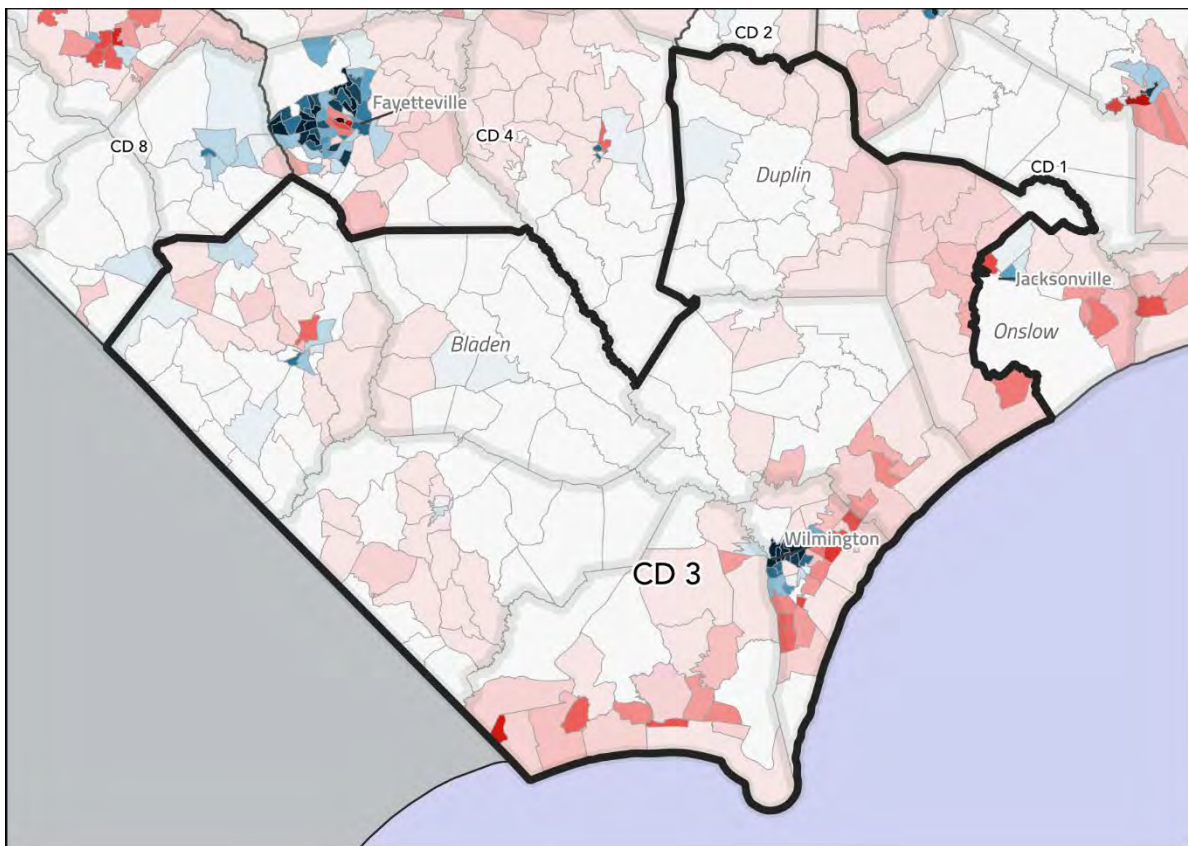 CD 2
Fayetteville
CD 8
CD 4
CD 1
Duplin
Jacksonville
Onslow
Bladen
Wilmington
CD 3